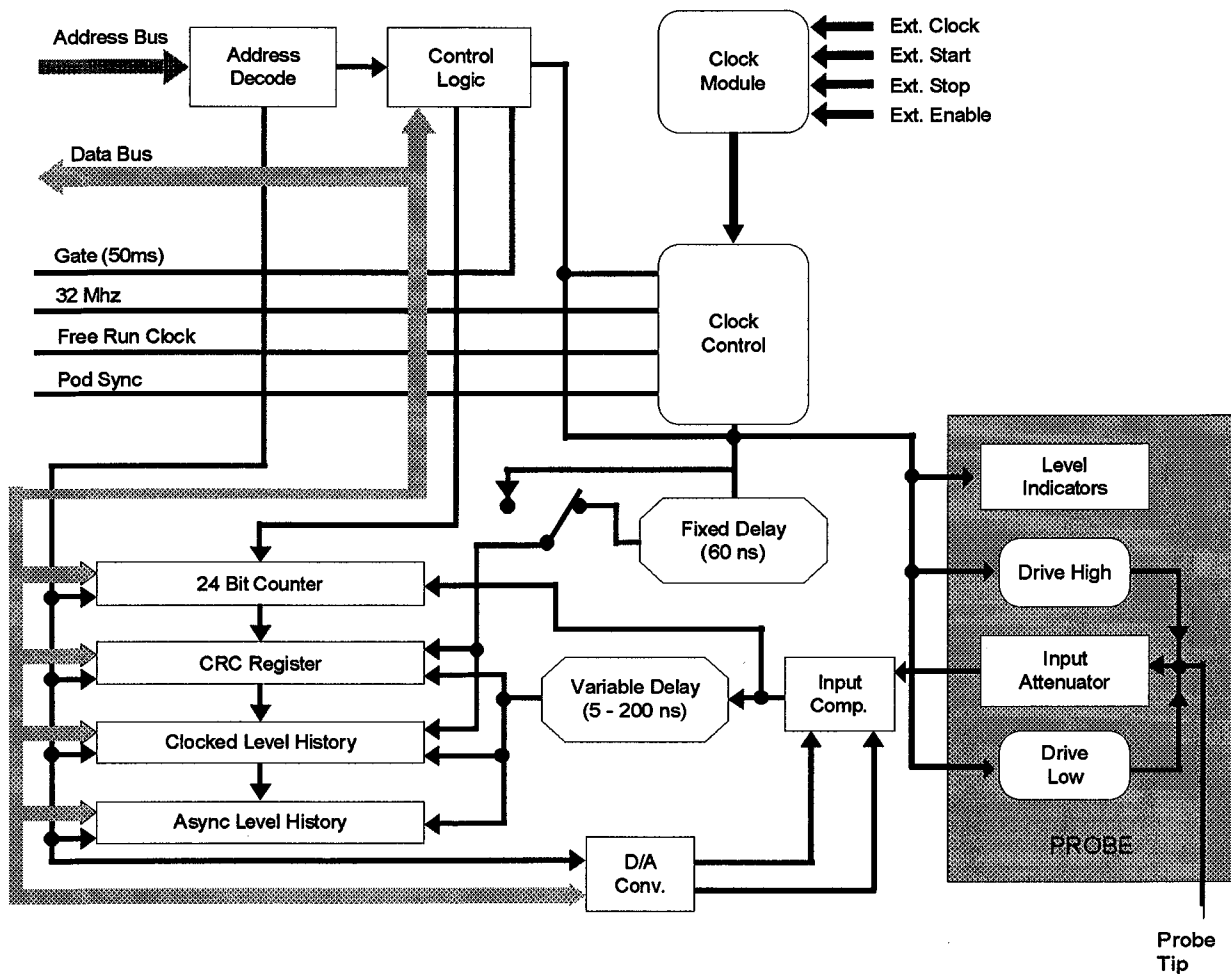 Address Bus
Address
Decode
Control
Logic
Clock
Module
Ext. Clock
Ext. Start
Ext. Stop
Ext. Enable
Data Bus
Gate (50ms)
32 Mhz
Free Run Clock
Pod Sync
Clock
Control
Level
Indicators
Fixed Delay
(60 ns)
Drive High
24 Bit Counter
CRC Register
Variable Delay
(5 - 200 ns)
Input
Comp.
Input
Attenuator
Clocked Level History
Drive
Low
Async Level History
PROBE
D/A
Conv.
Probe
Tip